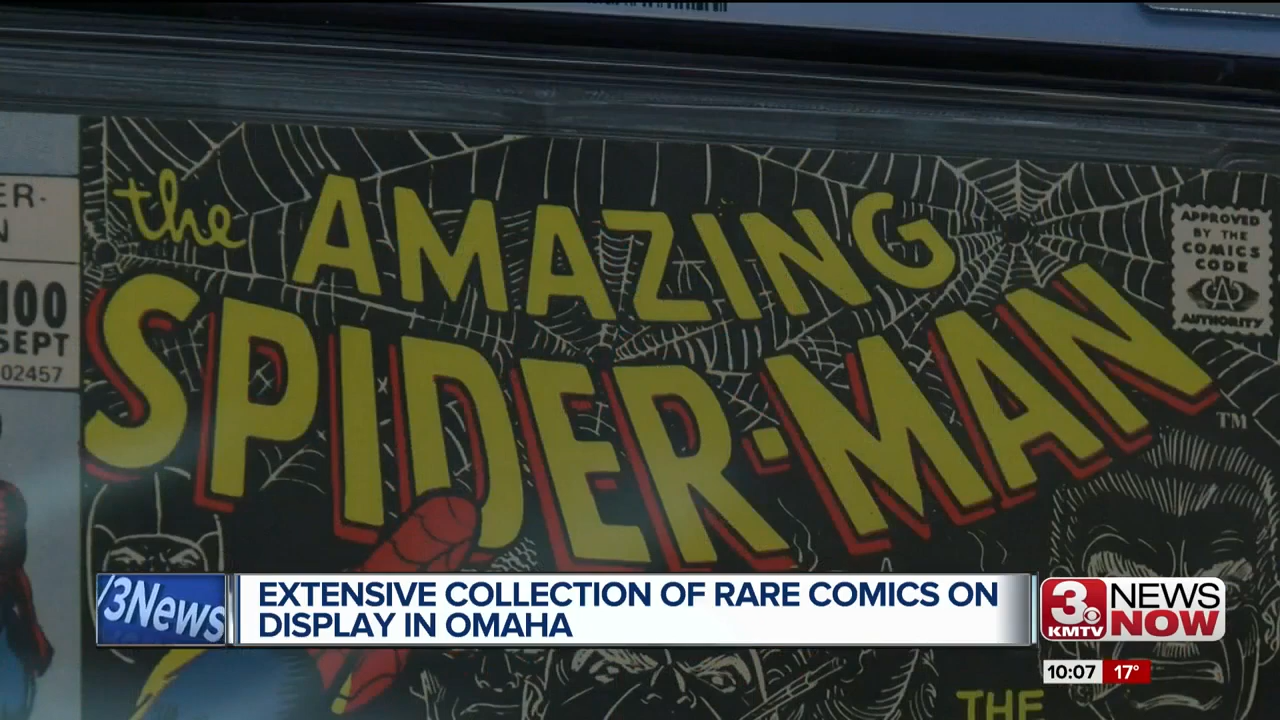 the AMAZING
SPIDER-MAN
TM
ER-
N
100
SEPT
02457
APPROVED
BY THE
COMICS
CODE
CA
AUTHORITY
THE
3News
EXTENSIVE COLLECTION OF RARE COMICS ON
DISPLAY IN OMAHA
3 NEWS
KMTV NOW
10:07 17°